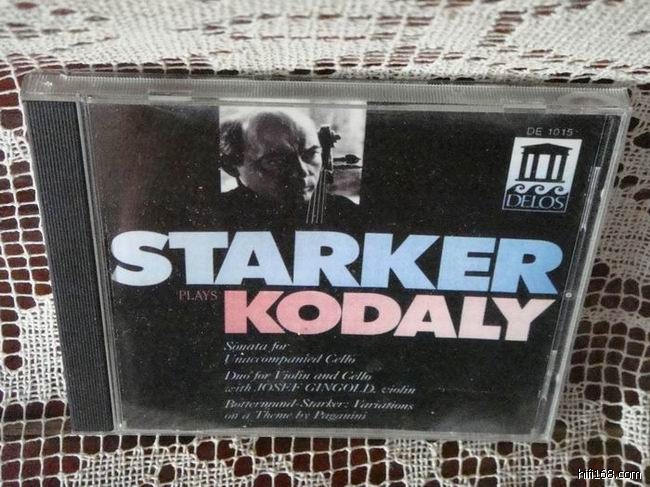 DE 1015
DELOS
STARKER
PLAYS KODALY
Sonata for
Unaccompanied Cello
Duo for Violin and Cello
with JOSEF GINGOLD, violin
Bottermund-Starker: Variations
on a Theme by Paganini
hifi168.com